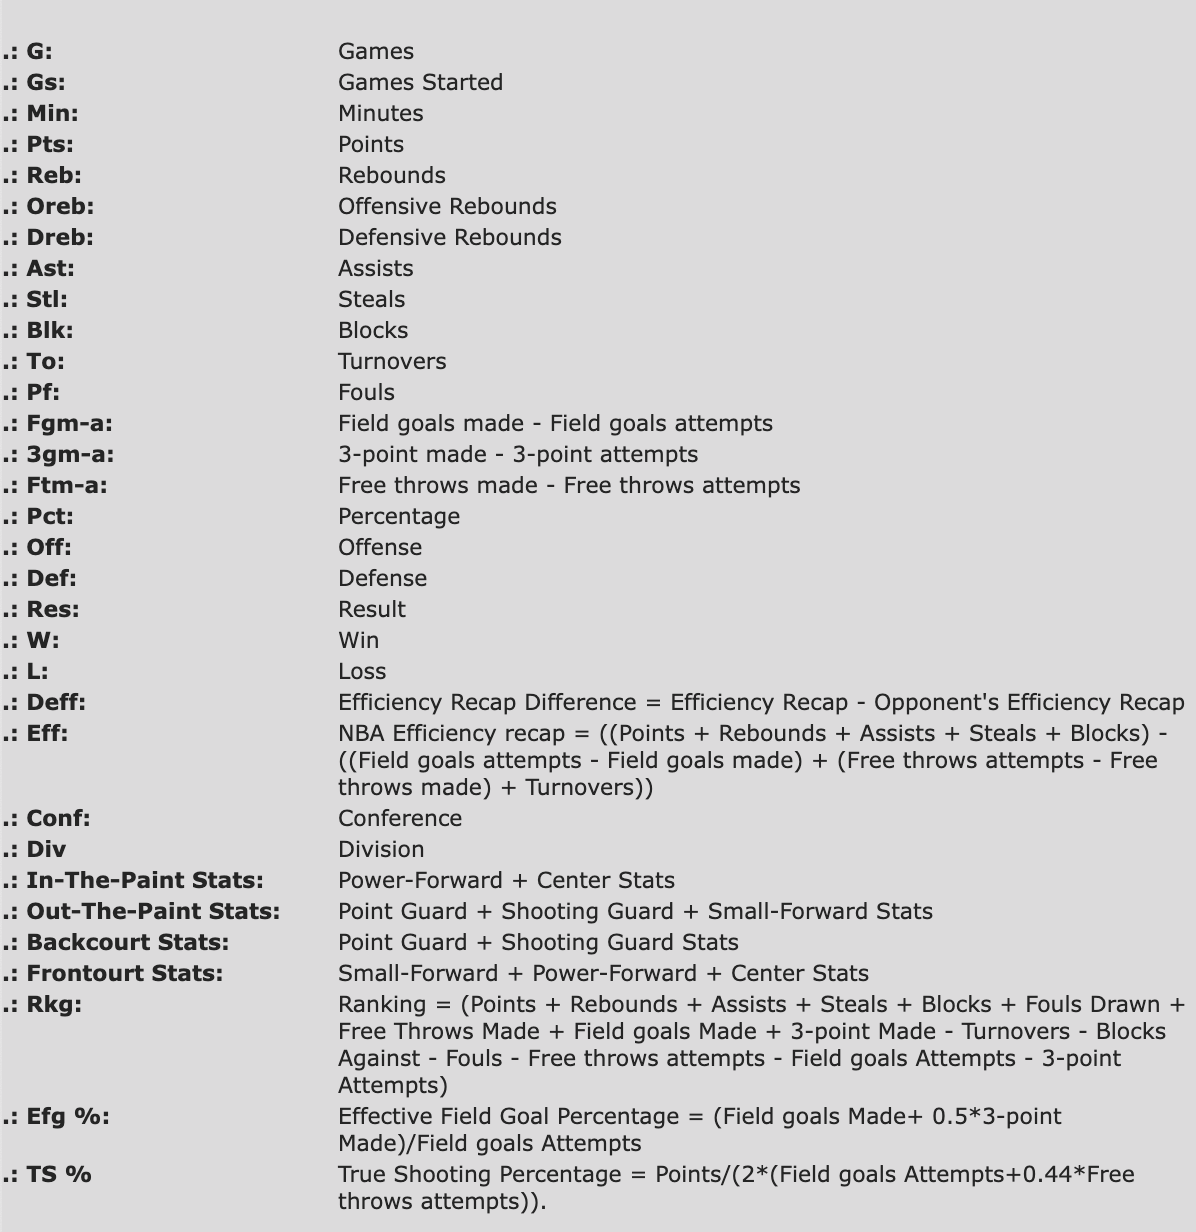 .: G: Games
.: Gs: Games Started
.: Min: Minutes
.: Pts: Points
.: Reb: Rebounds
.: Oreb: Offensive Rebounds
.: Dreb: Defensive Rebounds
.: Ast: Assists
.: Stl: Steals
.: Blk: Blocks
.: To: Turnovers
.: Pf: Fouls
.: Fgm-a: Field goals made - Field goals attempts
.: 3gm-a: 3-point made - 3-point attempts
.: Ftm-a: Free throws made - Free throws attempts
.: Pct: Percentage
.: Off: Offense
.: Def: Defense
.: Res: Result
.: W: Win
.: L: Loss
.: Deff: Efficiency Recap Difference = Efficiency Recap - Opponent's Efficiency Recap
.: Eff: NBA Efficiency recap = ((Points + Rebounds + Assists + Steals + Blocks) -
((Field goals attempts - Field goals made) + (Free throws attempts - Free
throws made) + Turnovers))
.: Conf: Conference
.: Div Division
.: In-The-Paint Stats: Power-Forward + Center Stats
.: Out-The-Paint Stats: Point Guard + Shooting Guard + Small-Forward Stats
.: Backcourt Stats: Point Guard + Shooting Guard Stats
.: Frontourt Stats: Small-Forward + Power-Forward + Center Stats
.: Rkg: Ranking = (Points + Rebounds + Assists + Steals + Blocks + Fouls Drawn +
Free Throws Made + Field goals Made + 3-point Made - Turnovers - Blocks
Against - Fouls - Free throws attempts - Field goals Attempts - 3-point
Attempts)
.: Efg %: Effective Field Goal Percentage = (Field goals Made+ 0.5*3-point
Made)/Field goals Attempts
.: TS % True Shooting Percentage = Points/(2*(Field goals Attempts+0.44*Free
throws attempts)).